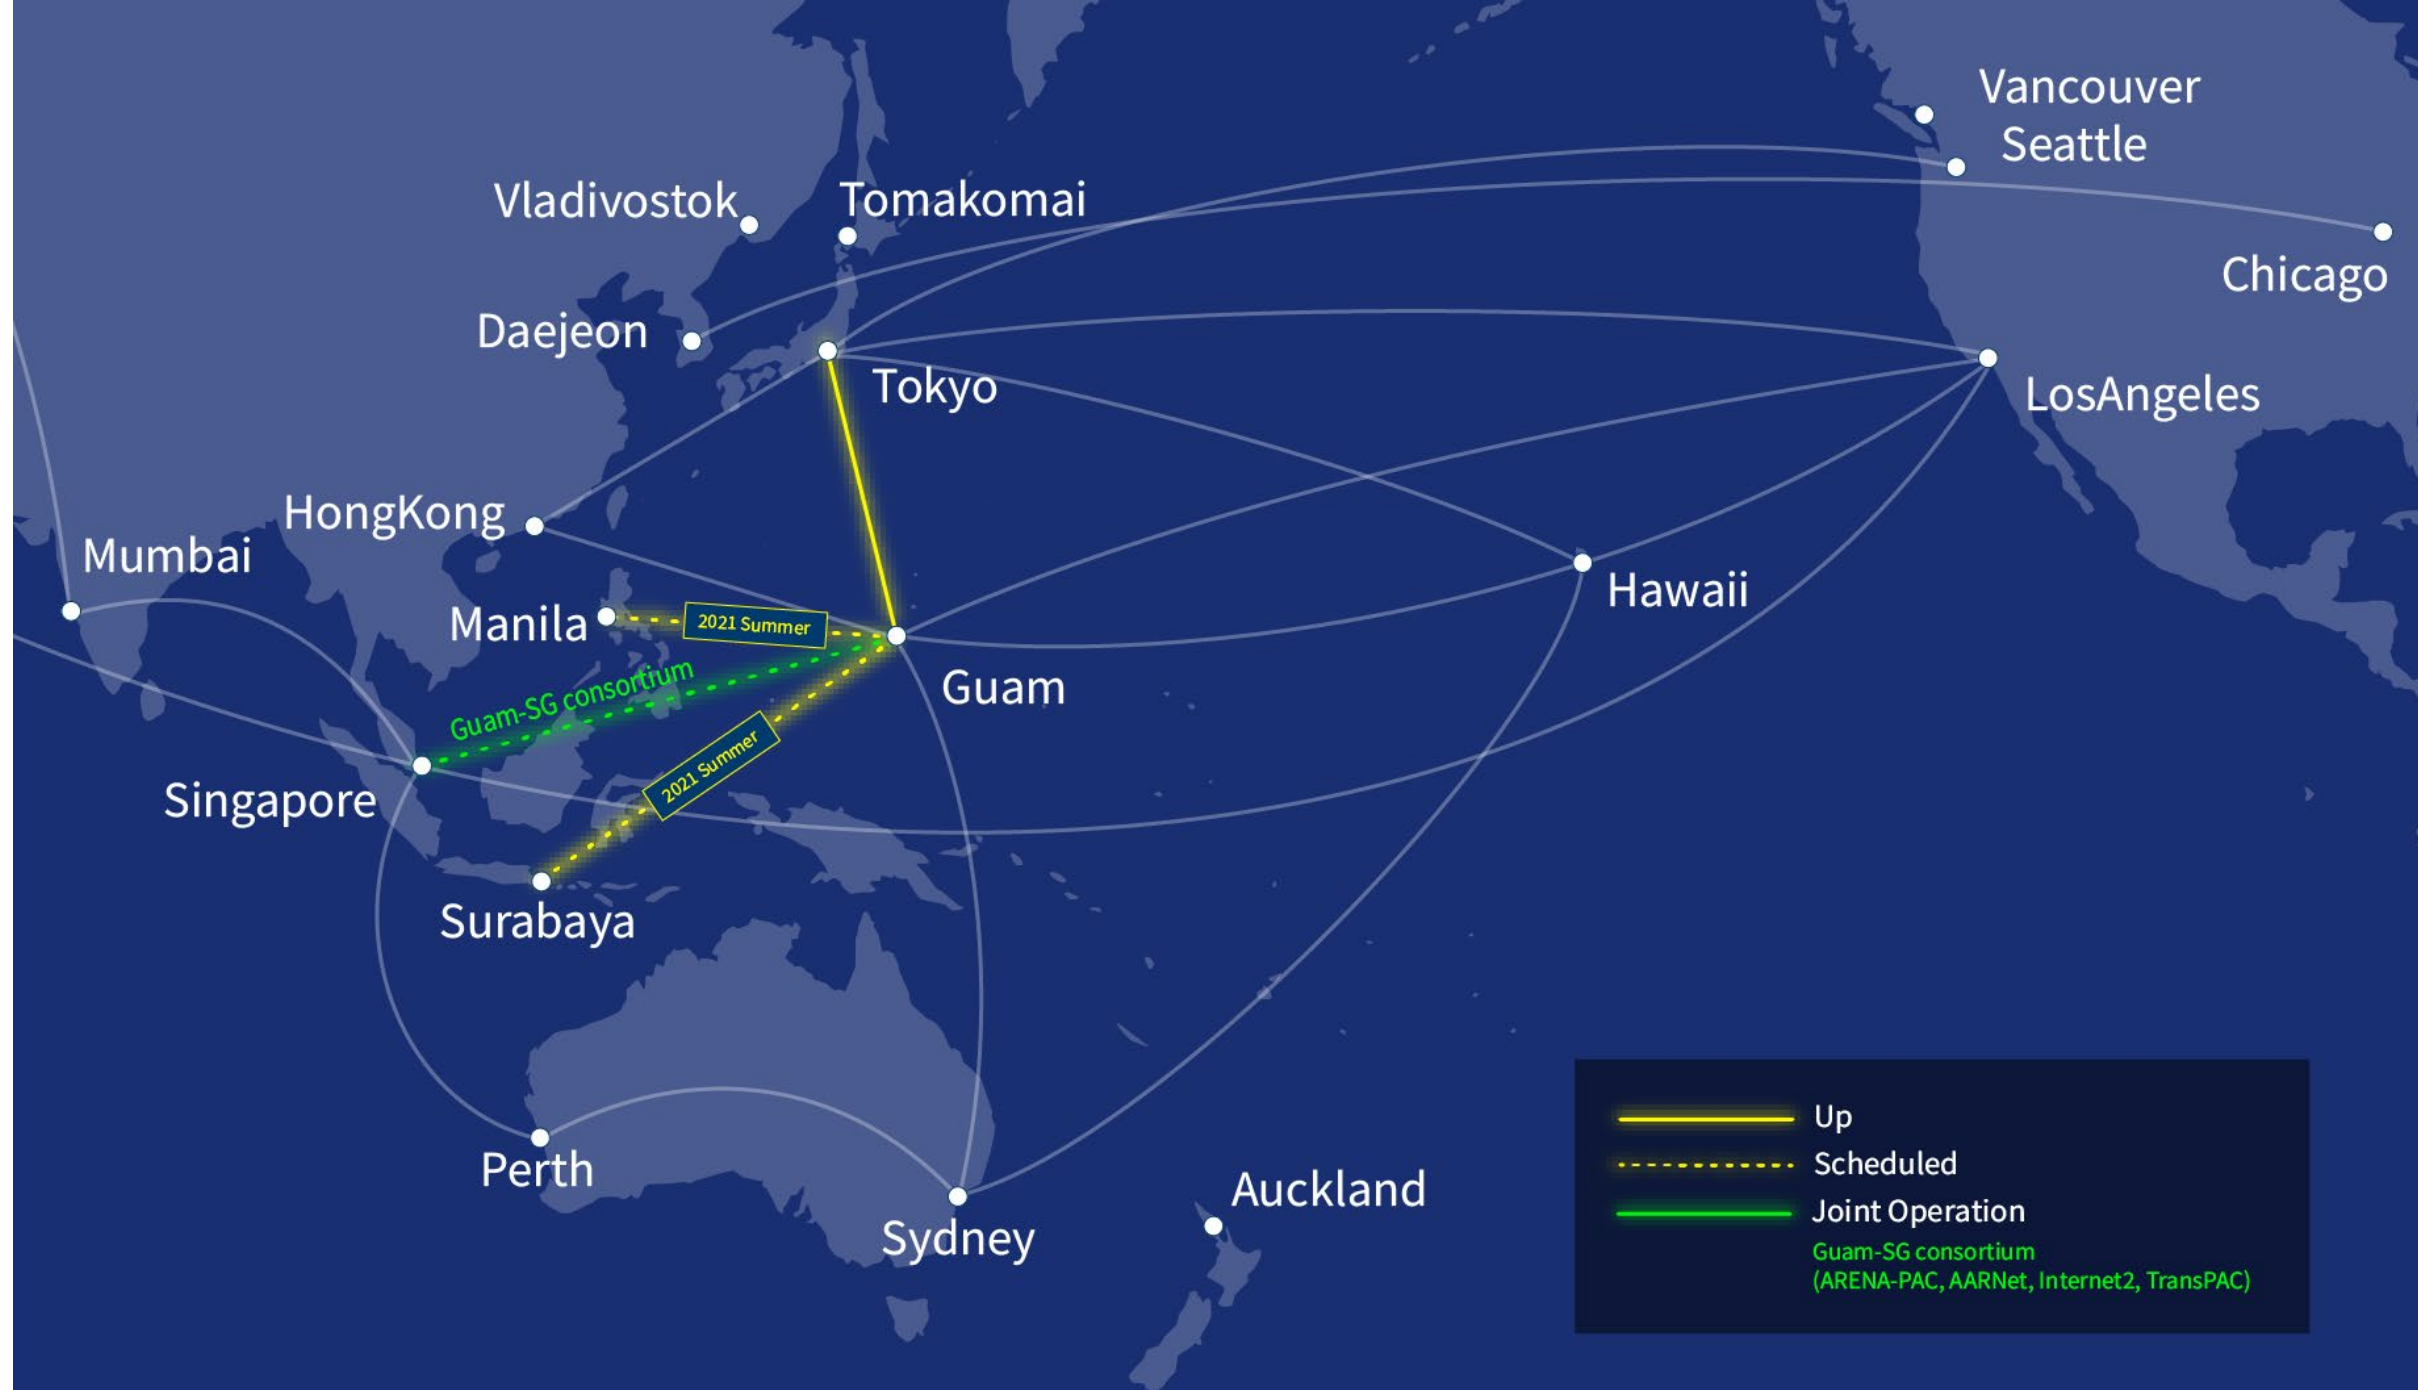 Vancouver
Seattle
Vladivostok
Tomakomai
Chicago
Daejeon
Tokyo
LosAngeles
HongKong
Mumbai
Hawaii
Manila
2021 Summer
Guam-SG consortium
Guam
2021 Summer
Singapore
Surabaya
Perth
Sydney
Auckland
Up
Scheduled
Joint Operation
Guam-SG consortium
(ARENA-PAC, AARNet, Internet2, TransPAC)